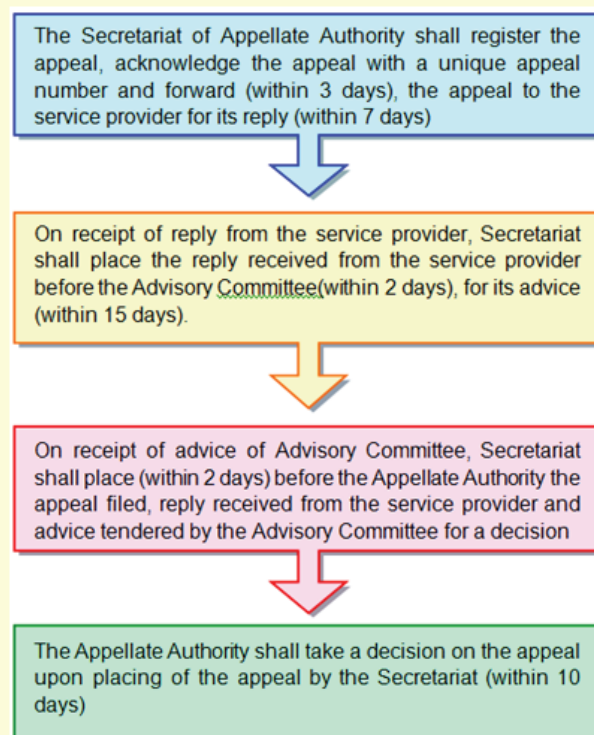 The Secretariat of Appellate Authority shall register the
appeal, acknowledge the appeal with a unique appeal
number and forward (within 3 days), the appeal to the
service provider for its reply (within 7 days)
On receipt of reply from the service provider, Secretariat
shall place the reply received from the service provider
before the Advisory Committee(within 2 days), for its advice
(within 15 days).
On receipt of advice of Advisory Committee, Secretariat
shall place (within 2 days) before the Appellate Authority the
appeal filed, reply received from the service provider and
advice tendered by the Advisory Committee for a decision
The Appellate Authority shall take a decision on the appeal
upon placing of the appeal by the Secretariat (within 10
days)